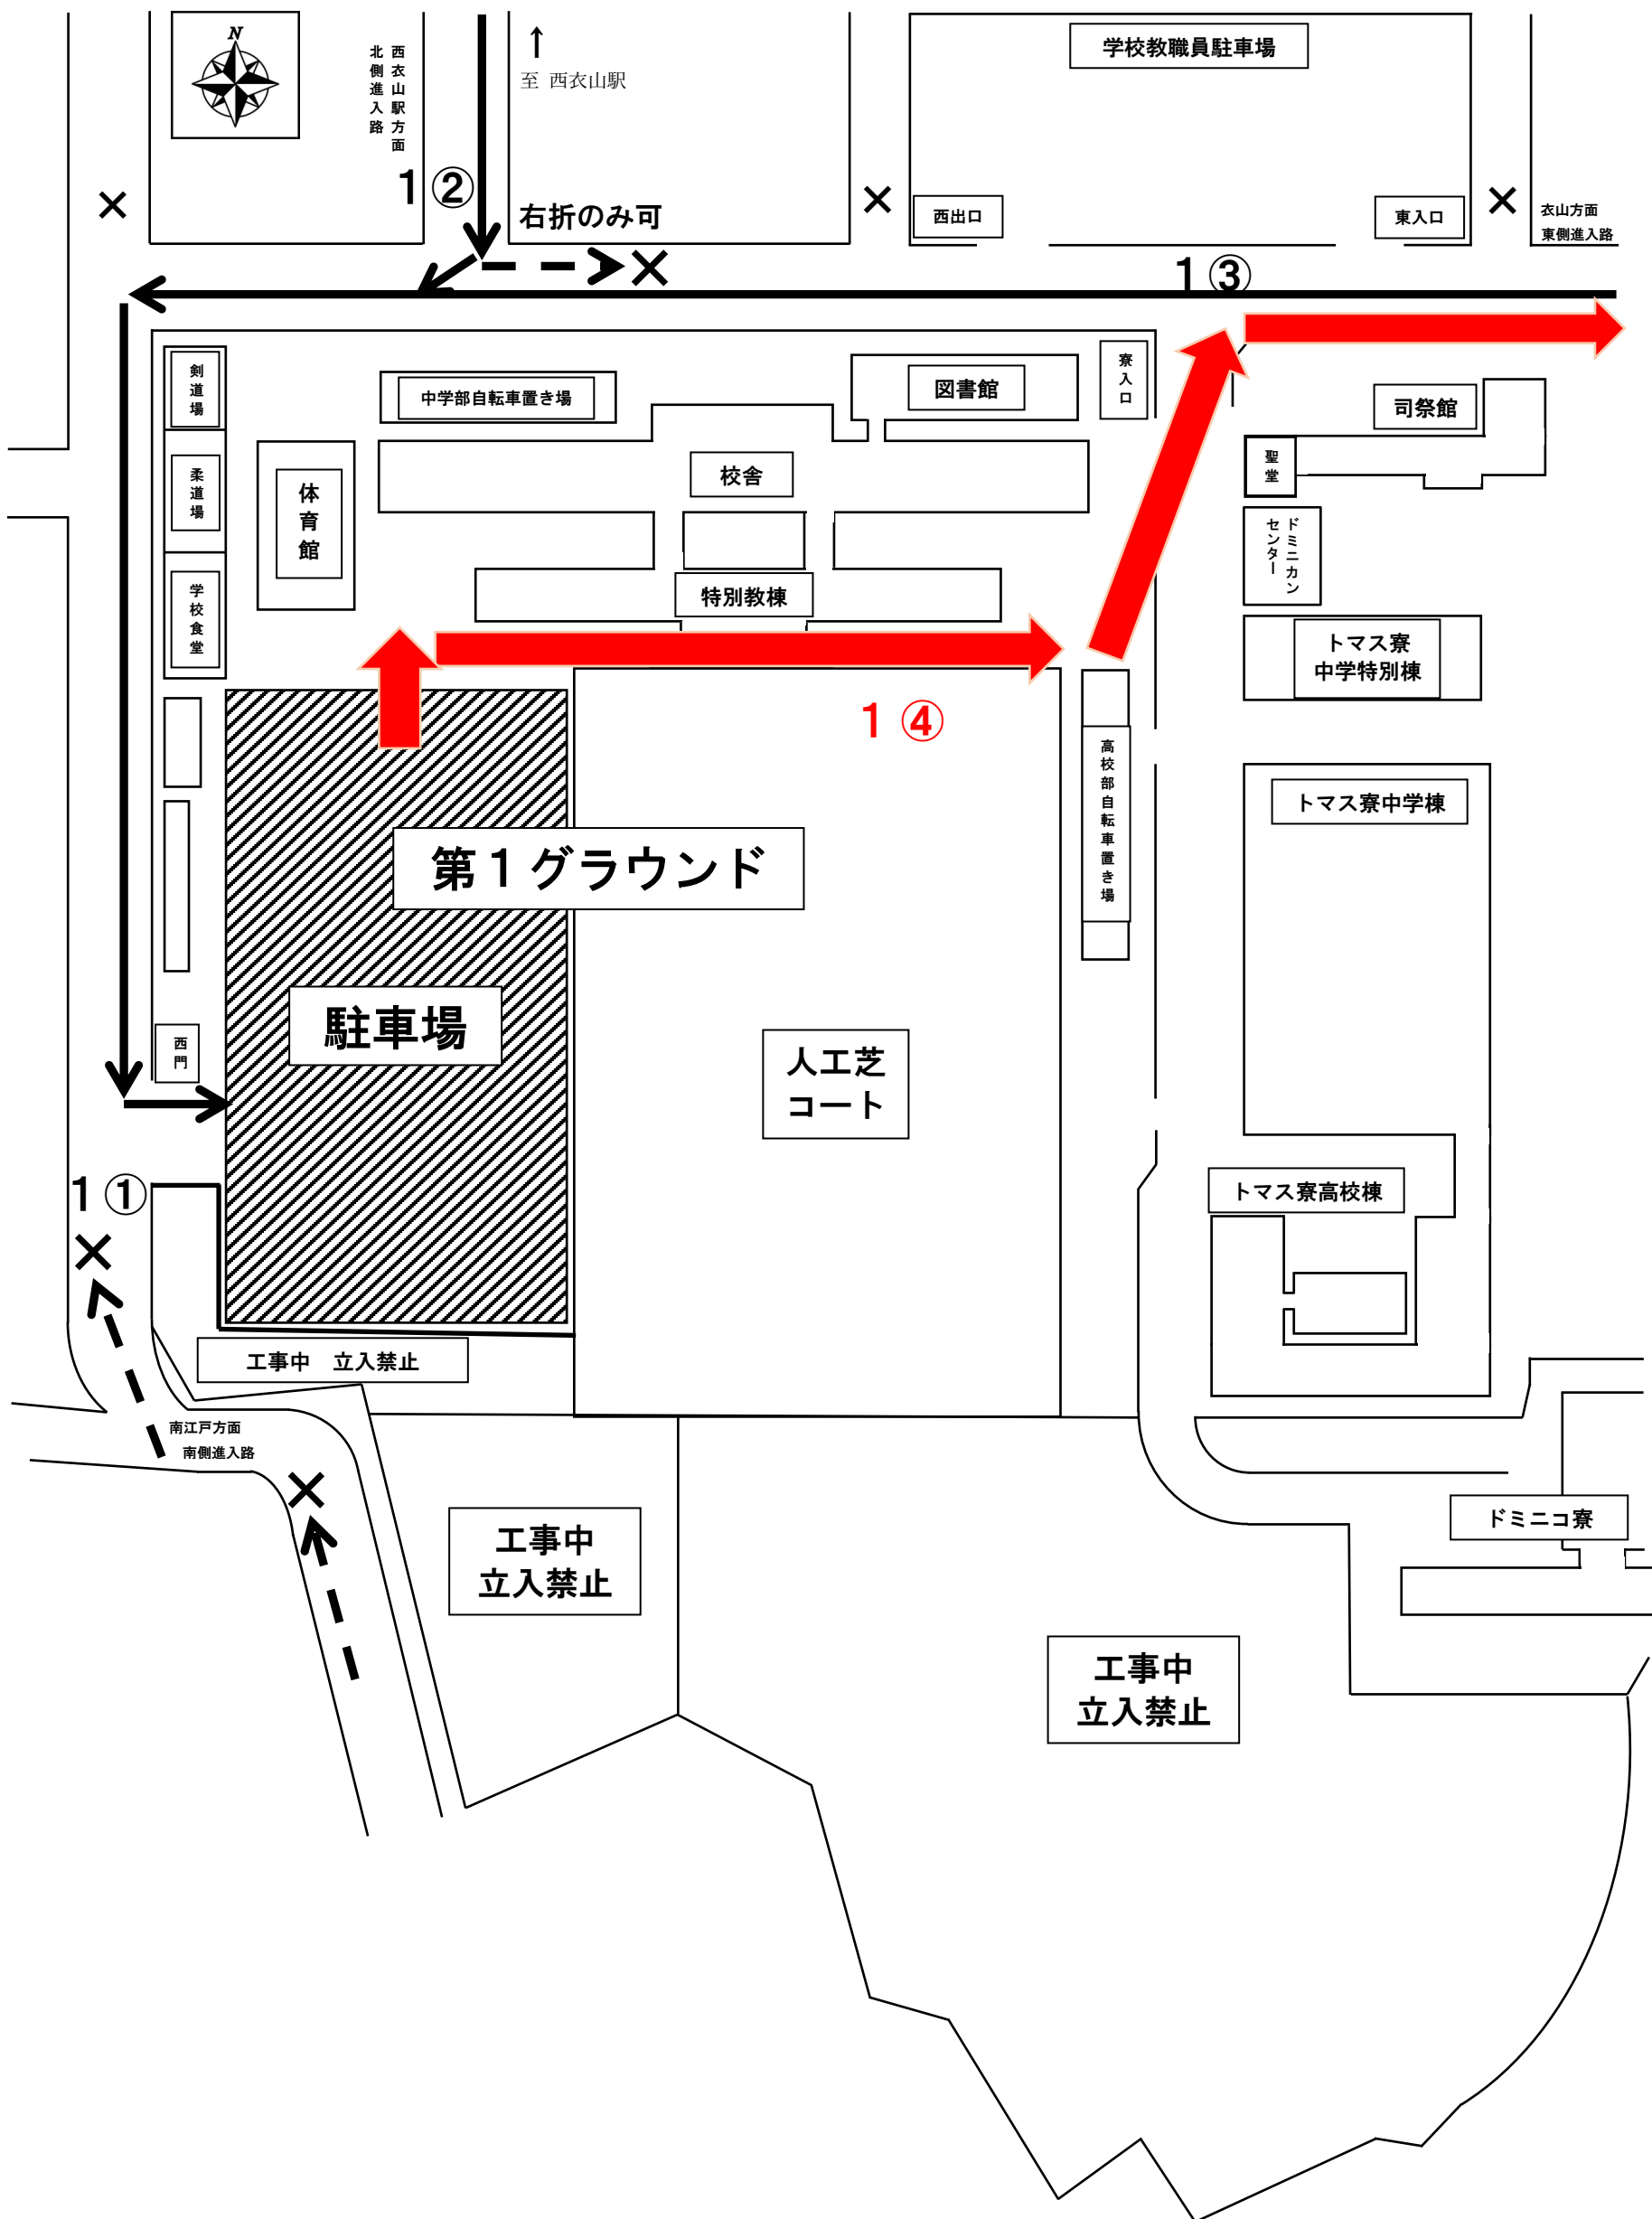 N
西衣山駅方面
北側進入路
↑
至 西衣山駅
学校教職員駐車場
1②
右折のみ可
西出口
東入口
衣山方面
東側進入路
1③
剣道場
柔道場
学校食堂
中学部自転車置き場
体育館
校舎
図書館
寮入口
特別教棟
司祭館
聖堂
ドミニカン
センター
トマス寮
中学特別棟
1④
高校部自転車置き場
トマス寮中学棟
第1グラウンド
駐車場
西門
人工芝
コート
1①
トマス寮高校棟
工事中 立入禁止
南江戸方面
南側進入路
ドミニコ寮
工事中
立入禁止
工事中
立入禁止